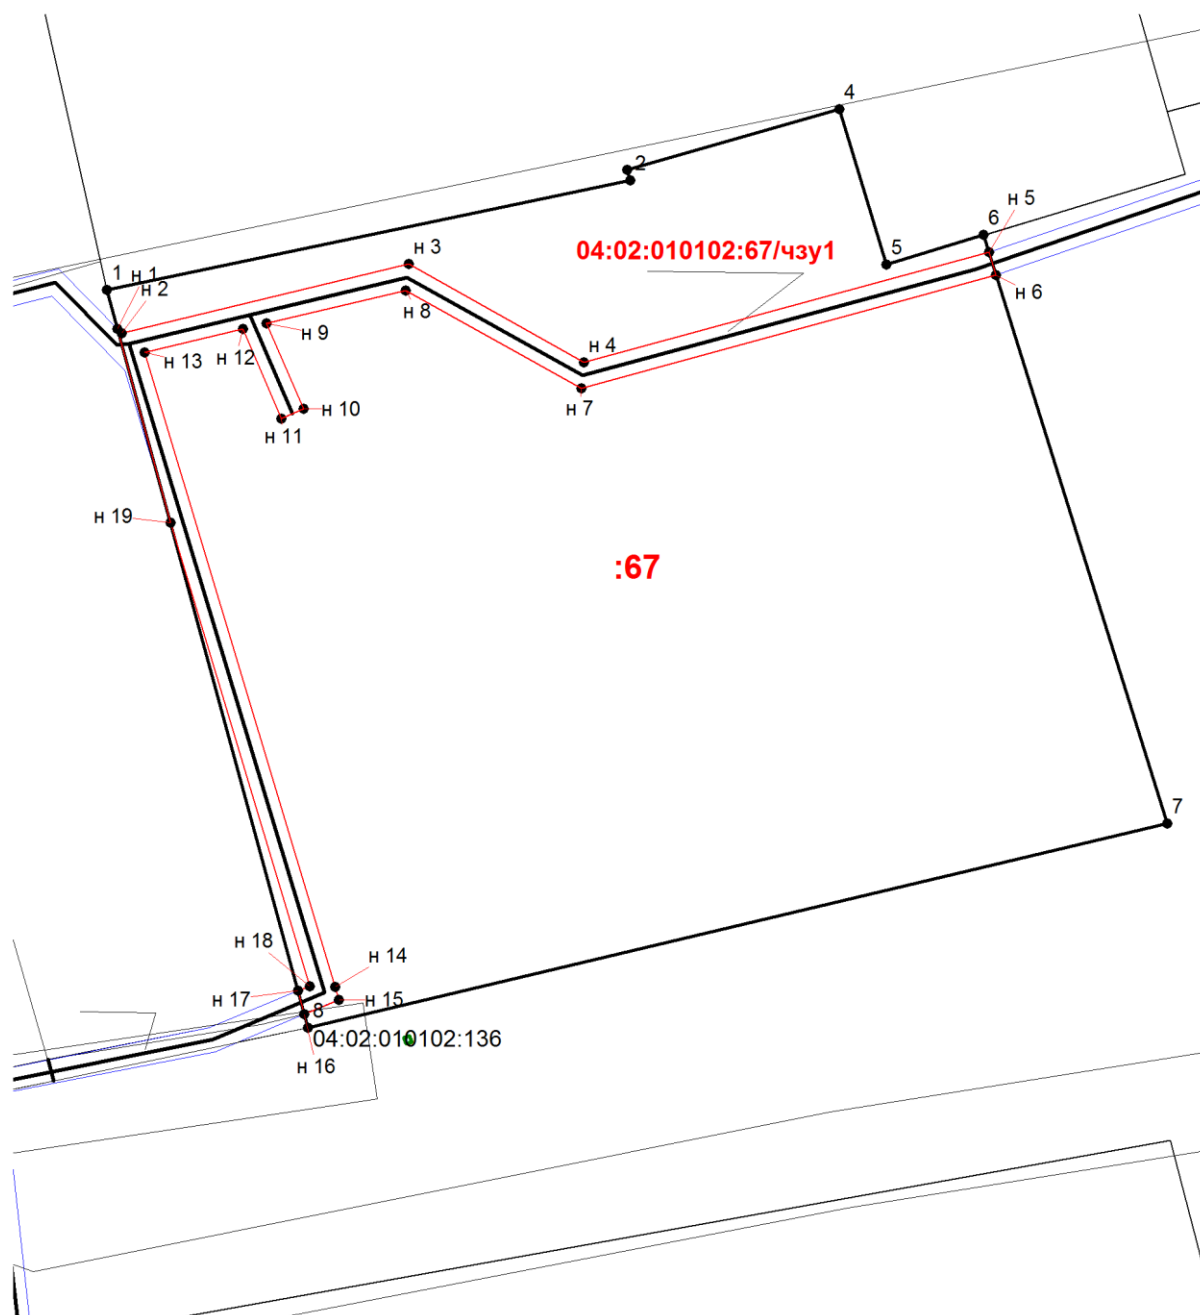 4
2
н 5
6
04:02:010102:67/чзу1
5
н 3
1
н 1
н 2
н 6
н 8
н 9
н 12
н 4
н 13
н 7
н 10
н 11
н 19
:67
7
н 18
н 14
н 17
н 15
8
04:02:010102:136
н 16